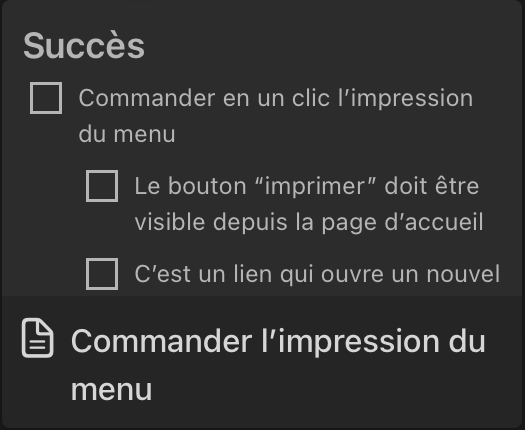 Succès
Commander en un clic l’impression
du menu
Le bouton “imprimer” doit être
visible depuis la page d’accueil
C’est un lien qui ouvre un nouvel
Commander l’impression du
menu